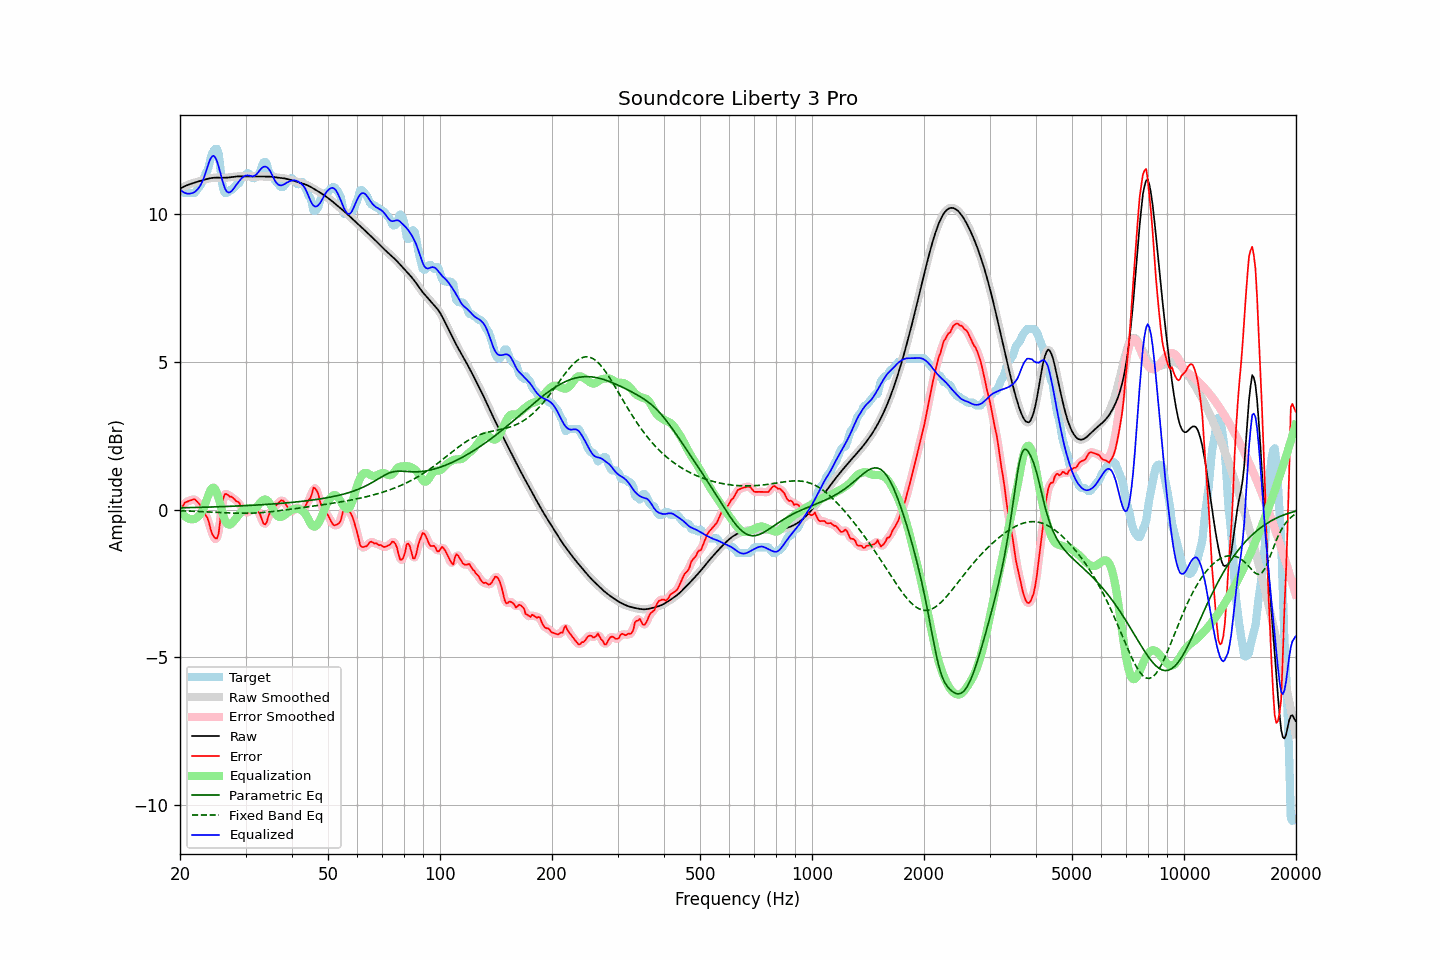 Soundcore Liberty 3 Pro
Amplitude (dBr)
10
5
0
−5
−10
Target
Raw Smoothed
Error Smoothed
Raw
Error
Equalization
Parametric Eq
Fixed Band Eq
Equalized
20 50 100 200 500 1000 2000 5000 10000 20000
Frequency (Hz)